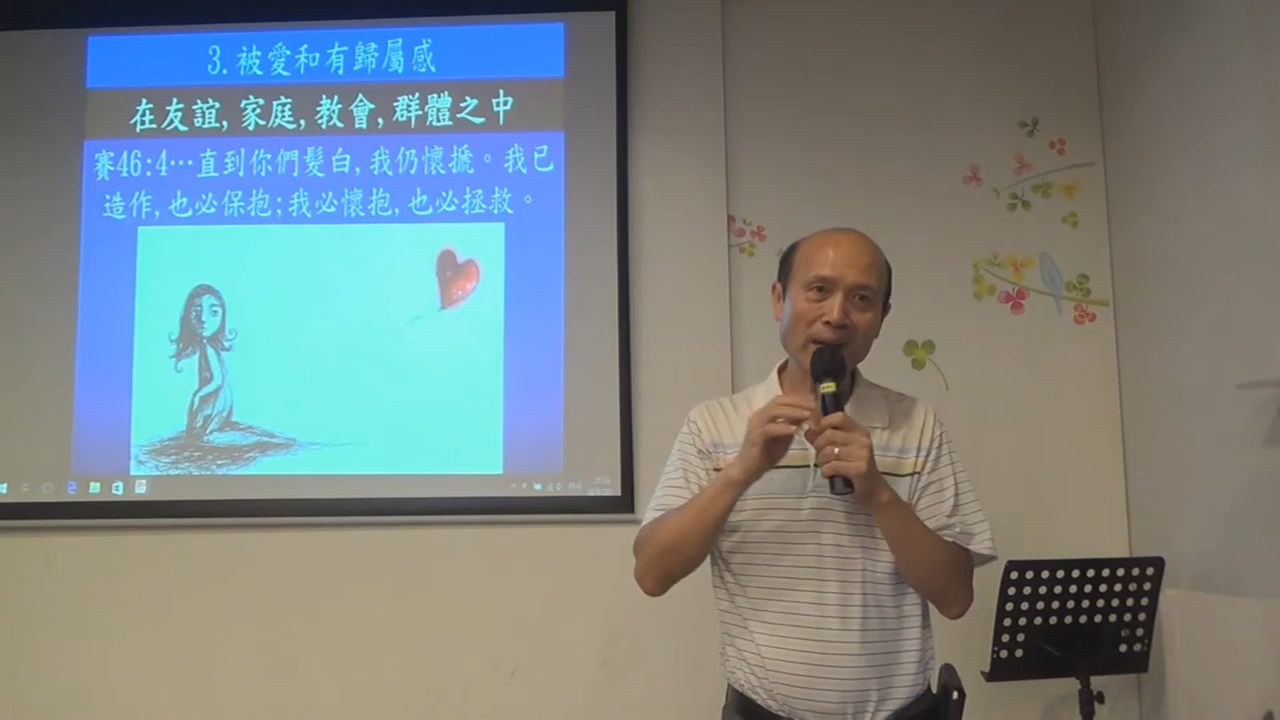 3.被愛和有歸屬感
在友誼,家庭,教會,群體之中
賽46:4…直到你們髮白,我仍懷搋。我已
造作,也必保抱;我必懷抱,也必拯救。